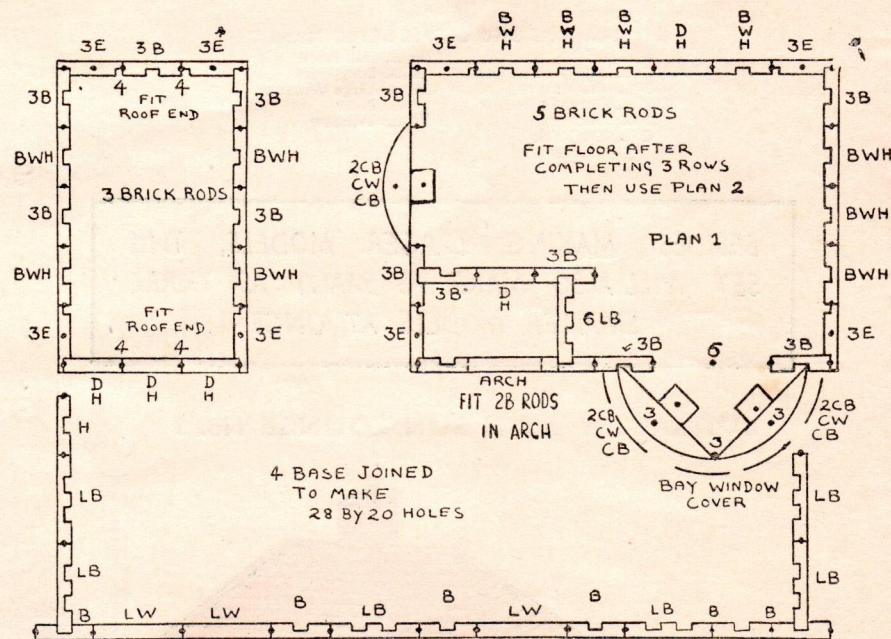 3E 3B 3E
4 4
FIT
ROOF END
3B
BWH
3B
BWH
3E
3 BRICK RODS
3B
BWH
3B
BWH
3E
FIT
ROOF END
4 4
D
H
D
H
D
H
3E
B
W
H
B
W
H
B
W
H
D
H
B
W
H
3E
3B
2CB
CW
CB
3B
3E
5 BRICK RODS
FIT FLOOR AFTER
COMPLETING 3 ROWS
THEN USE PLAN 2
PLAN 1
3B
BWH
BWH
BWH
3E
3B
3B
D
H
6 LB
3B
6
3B
ARCH
FIT 2B RODS
IN ARCH
2CB
CW
CB
3
3
3
2CB
CW
CB
BAY WINDOW
COVER
H
LB
LB
B
4 BASE JOINED
TO MAKE
28 BY 20 HOLES
LB
LB
LW
LW
B
LB
B
LW
B
LB
B
B